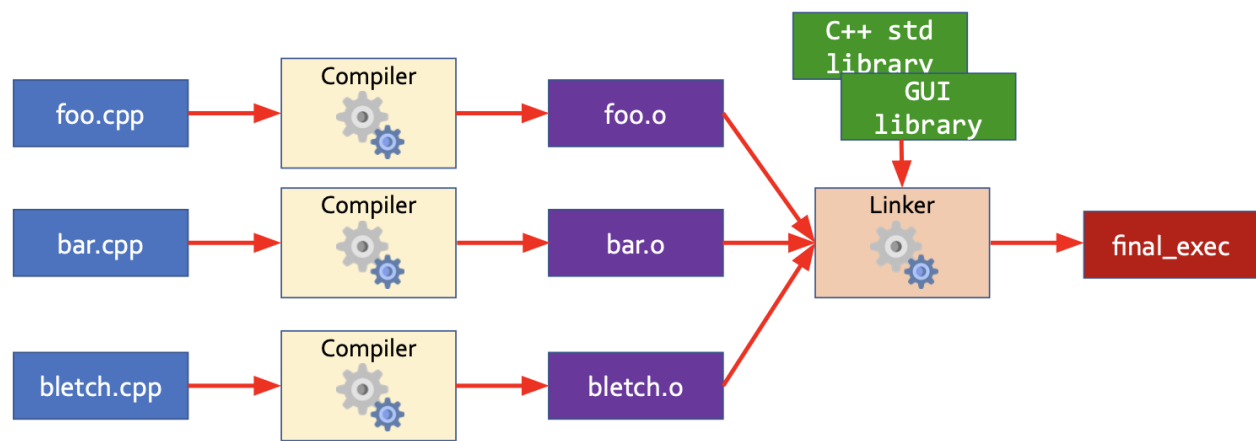 C++ std
library
GUI
library
foo.cpp
Compiler
foo.o
bar.cpp
Compiler
bar.o
Linker
final_exec
bletch.cpp
Compiler
bletch.o